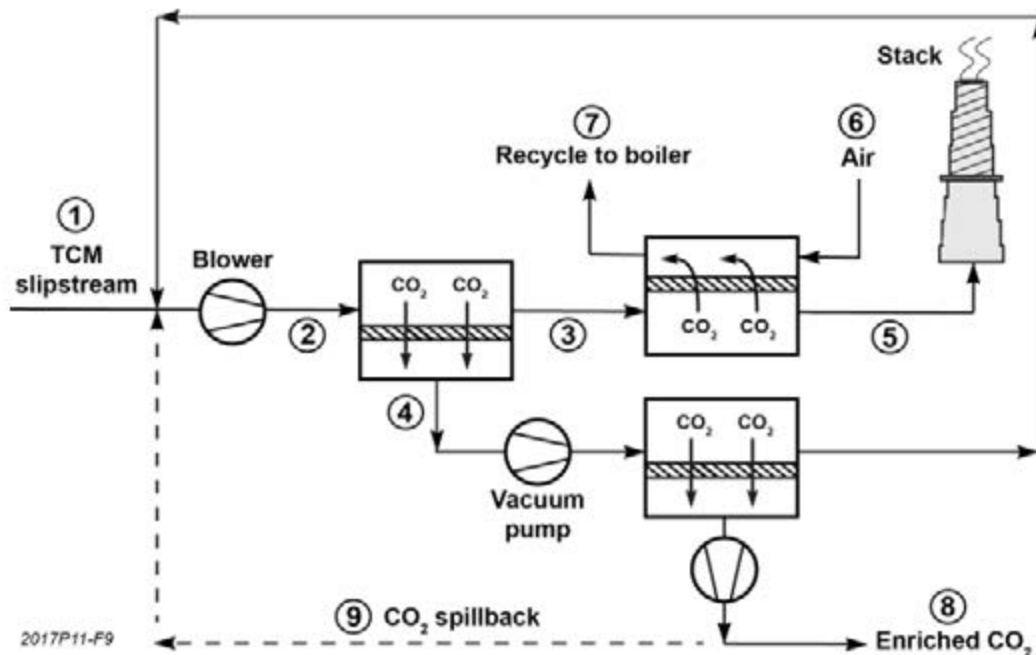 Stack
⑦
Recycle to boiler
⑥
Air
①
TCM
slipstream
Blower
CO₂ CO₂
②
③
CO₂ CO₂
⑤
④
CO₂ CO₂
Vacuum
pump
⑨ CO₂ spillback
⑧
Enriched CO₂
2017P11-F9